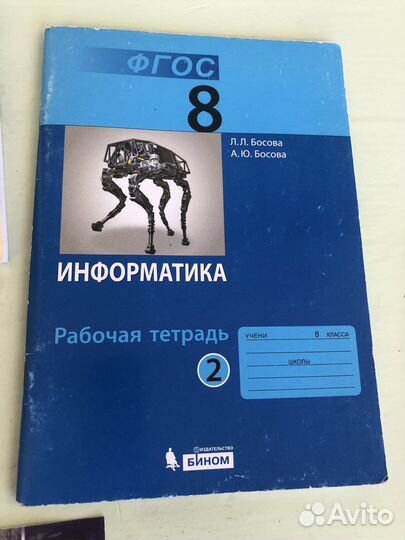 ФГОС
8
Л.Л. Босова
А.Ю. Босова
ИНФОРМАТИКА
Рабочая тетрадь
2
УЧЕНИ 8 КЛАССА
ШКОЛЫ
ИЗДАТЕЛЬСТВО
БИНОМ
Avito